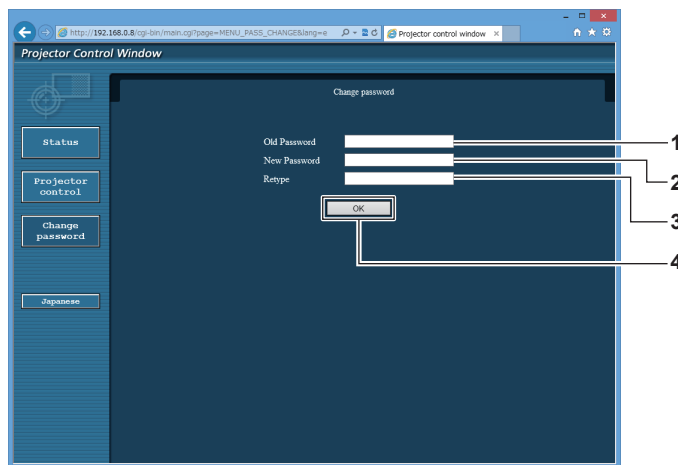 http://192.168.0.8/cgi-bin/main.cgi?page=MENU_PASS_CHANGE&lang=e
Projector control window
Projector Control Window
Change password
Status
Projector
control
Change
password
Japanese
Old Password
New Password
Retype
OK
1
2
3
4